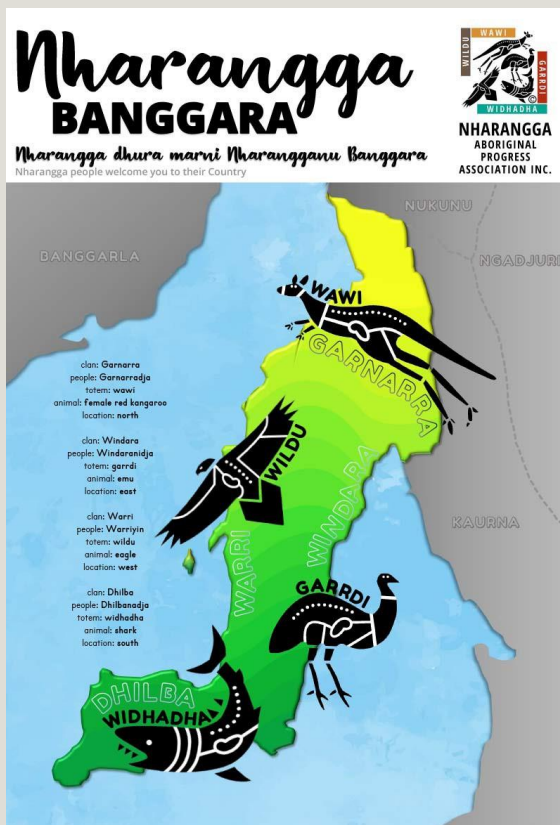 Nharangga
BANGGARA
Nharangga dhura marni Nharangganu Banggara
Nharangga people welcome you to their Country
WILDU
WAWI
GARRDI
WIDHADHA
©
NHARANGGA
ABORIGINAL
PROGRESS
ASSOCIATION INC.
BANGGARLA
NUKUNU
NGADJURI
WAWI
GARNARRA
clan: Garnarra
people: Garnarradja
totem: wawi
animal: female red kangaroo
location: north
clan: Windara
people: Windaranidja
totem: garrdi
animal: emu
location: east
clan: Warri
people: Warriyin
totem: wildu
animal: eagle
location: west
clan: Dhilba
people: Dhilbanadja
totem: widhadha
animal: shark
location: south
WILDU
WARRI
WINDARA
KAURNA
GARRDI
DHILBA
WIDHADHA